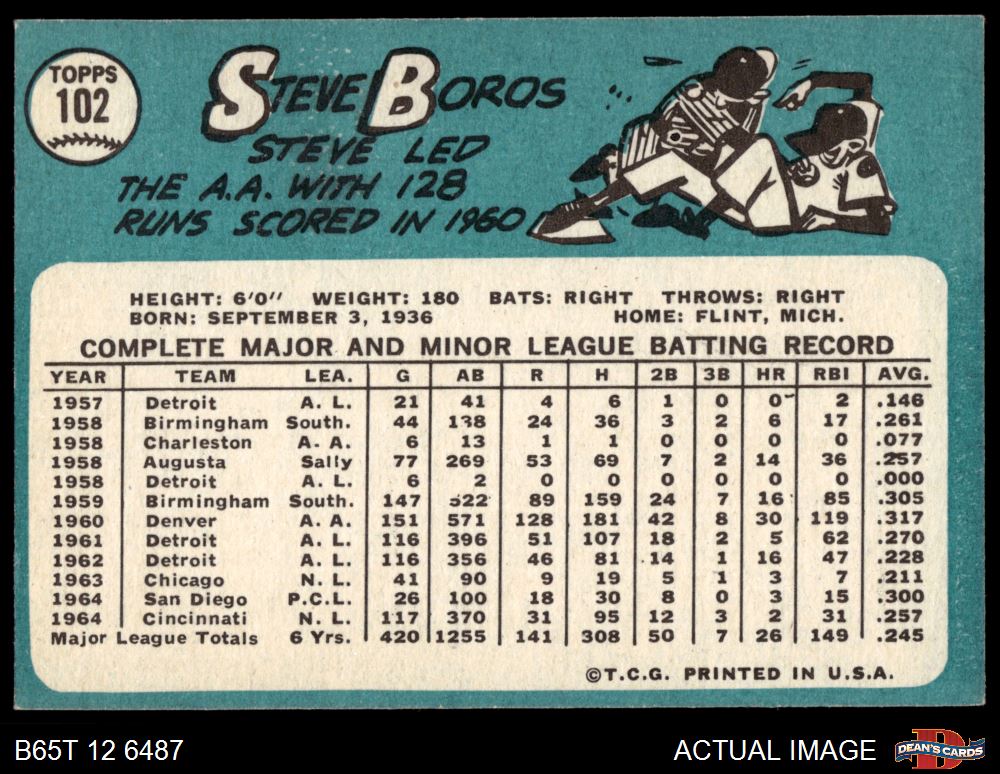 TOPPS
102
STEVE BOROS
STEVE LED
THE A.A. WITH 128
RUNS SCORED IN 1960
HEIGHT: 6'0" WEIGHT: 180 BATS: RIGHT THROWS: RIGHT
BORN: SEPTEMBER 3, 1936 HOME: FLINT, MICH.
COMPLETE MAJOR AND MINOR LEAGUE BATTING RECORD
YEAR TEAM LEA. G AB R H 2B 3B HR RBI AVG.
1957 Detroit A. L. 21 41 4 6 1 0 0 2 .146
1958 Birmingham South. 44 138 24 36 3 2 6 17 .261
1958 Charleston A. A. 6 13 1 1 0 0 0 0 .077
1958 Augusta Sally 77 269 53 69 7 2 14 36 .257
1958 Detroit A. L. 6 2 0 0 0 0 0 0 .000
1959 Birmingham South. 147 522 89 159 24 7 16 85 .305
1960 Denver A. A. 151 571 128 181 42 8 30 119 .317
1961 Detroit A. L. 116 396 51 107 18 2 5 62 .270
1962 Detroit A. L. 116 356 46 81 14 1 16 47 .228
1963 Chicago N. L. 41 90 9 19 5 1 3 7 .211
1964 San Diego P.C.L. 26 100 18 30 8 0 3 15 .300
1964 Cincinnati N. L. 117 370 31 95 12 3 2 31 .257
Major League Totals 6 Yrs. 420 1255 141 308 50 7 26 149 .245
©T.C.G. PRINTED IN U.S.A.
B65T 12 6487 ACTUAL IMAGE DEAN'S CARDS